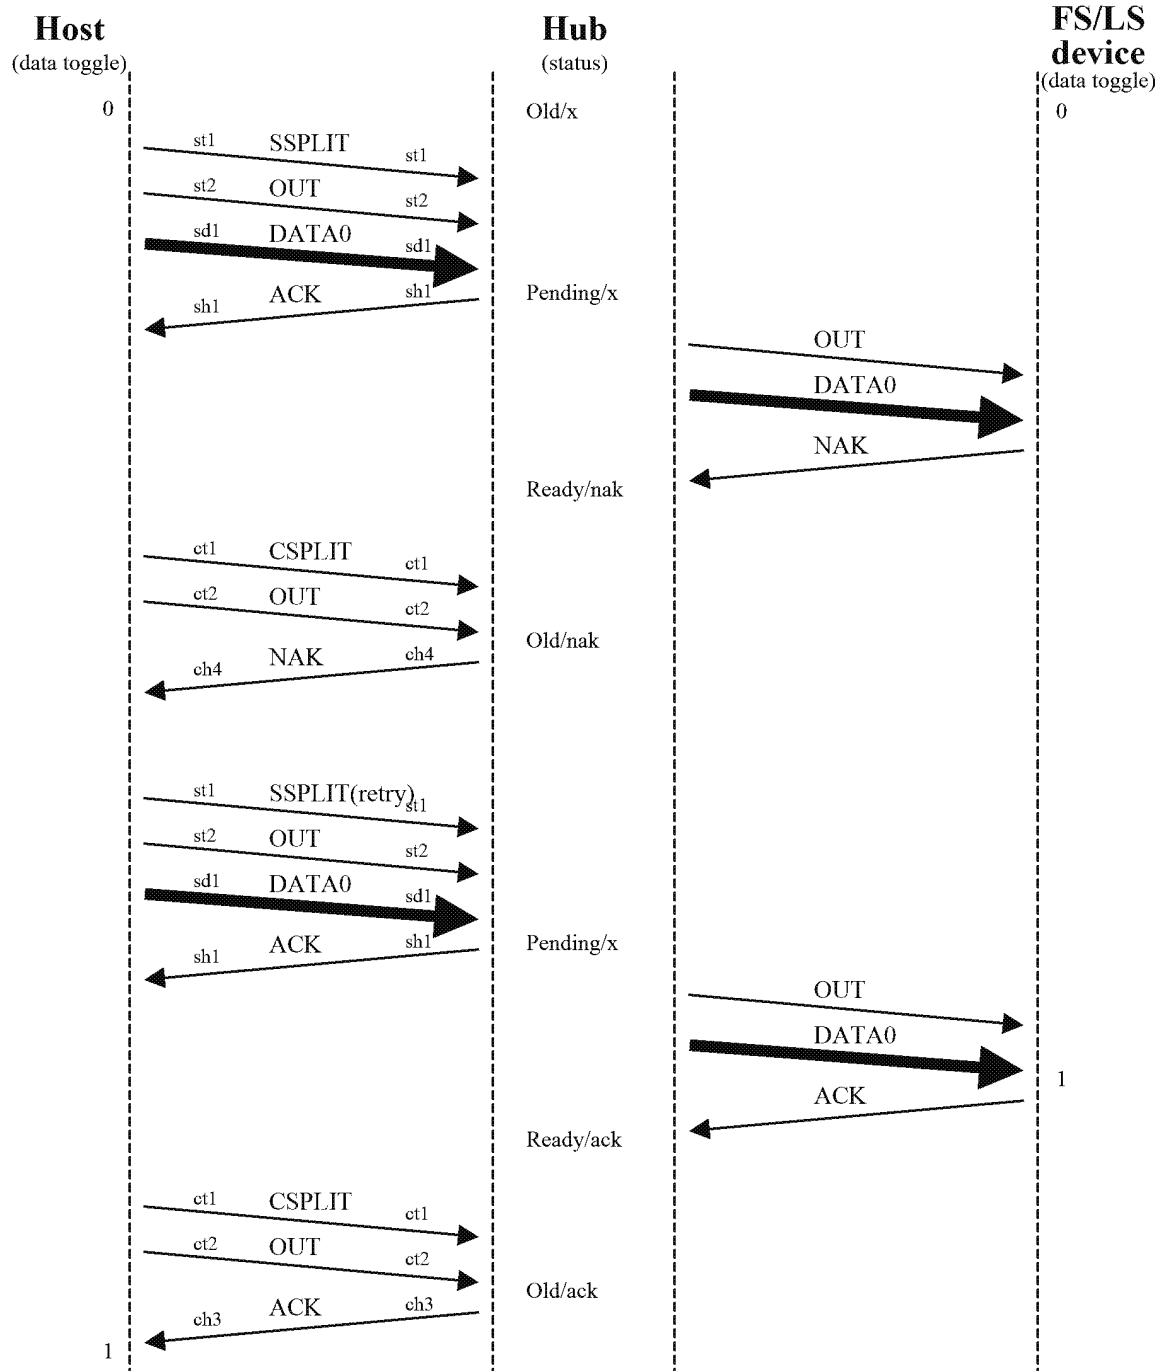 Host
(data toggle)
Hub
(status)
FS/LS
device
(data toggle)
0
Old/x
0
st1 SSPLIT st1
st2 OUT st2
sd1 DATA0 sd1
sh1 ACK sh1
Pending/x
OUT
DATA0
NAK
Ready/nak
ct1 CSPLIT ct1
ct2 OUT ct2
Old/nak
ch4 NAK ch4
st1 SSPLIT(retry) st1
st2 OUT st2
sd1 DATA0 sd1
sh1 ACK sh1
Pending/x
OUT
DATA0
1
ACK
Ready/ack
ct1 CSPLIT ct1
ct2 OUT ct2
Old/ack
ch3 ACK ch3
1